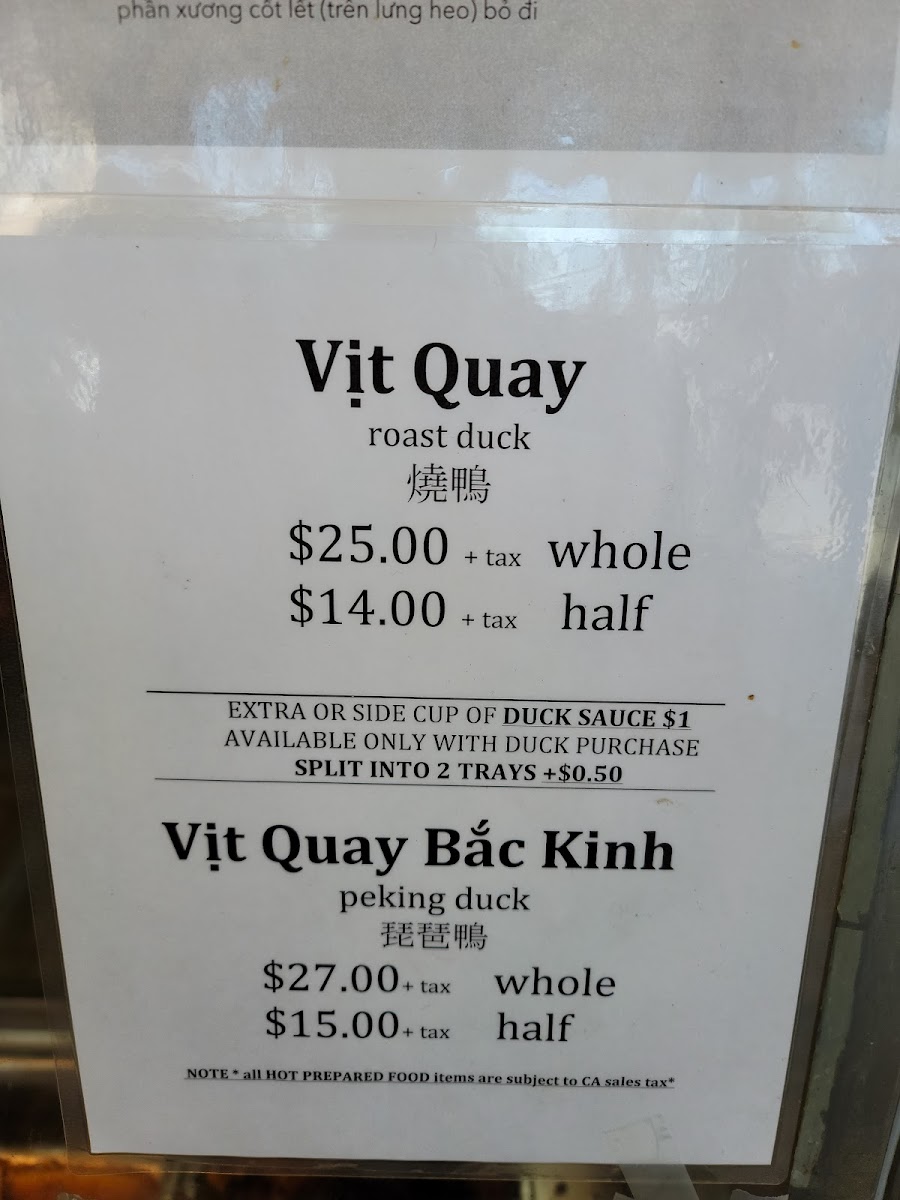 phần xương cốt lết (trên lưng heo) bỏ đi
Vịt Quay
roast duck
燒鴨
$25.00 + tax whole
$14.00 + tax half
EXTRA OR SIDE CUP OF DUCK SAUCE $1
AVAILABLE ONLY WITH DUCK PURCHASE
SPLIT INTO 2 TRAYS +$0.50
Vịt Quay Bắc Kinh
peking duck
琵琶鴨
$27.00 + tax whole
$15.00 + tax half
NOTE * all HOT PREPARED FOOD items are subject to CA sales tax*